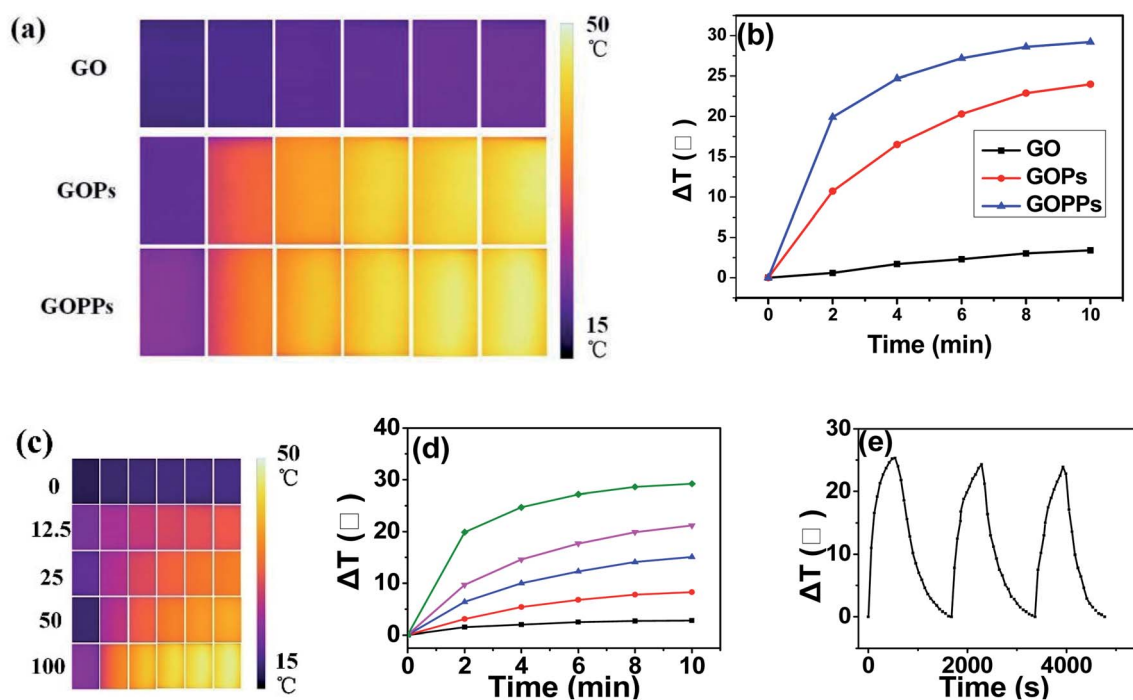 (a)
GO
GOPs
GOPPs
50
℃
15
℃
(b)
30
25
20
15
10
5
0
ΔT (□)
GO
GOPs
GOPPs
0 2 4 6 8 10
Time (min)
(c)
0
12.5
25
50
100
50
℃
15
℃
(d)
40
30
20
10
0
ΔT (□)
0 2 4 6 8 10
Time (min)
(e)
30
20
10
0
ΔT (□)
0 2000 4000
Time (s)